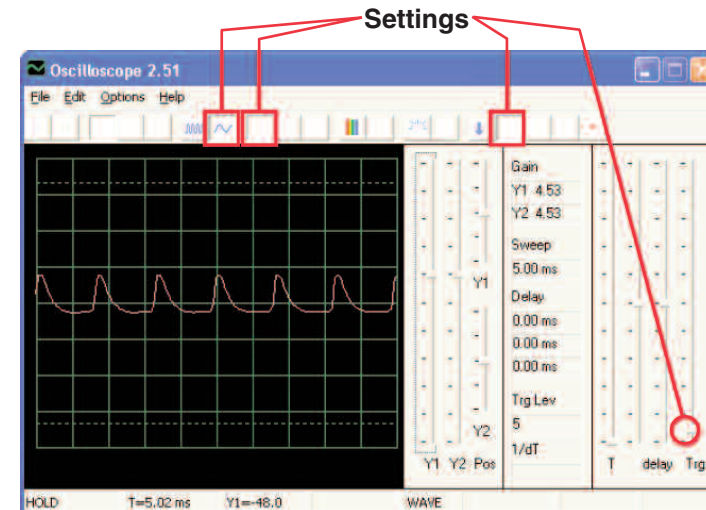 Settings
Oscilloscope 2.51
File Edit Options Help
Gain
Y1 4.53
Y2 4.53
Sweep
5.00 ms
Y1
Delay
0.00 ms
0.00 ms
0.00 ms
Trg Lev
5
Y2
1/dT
Y1 Y2 Pos
T delay Trg
HOLD T=5.02 ms Y1=-48.0 WAVE